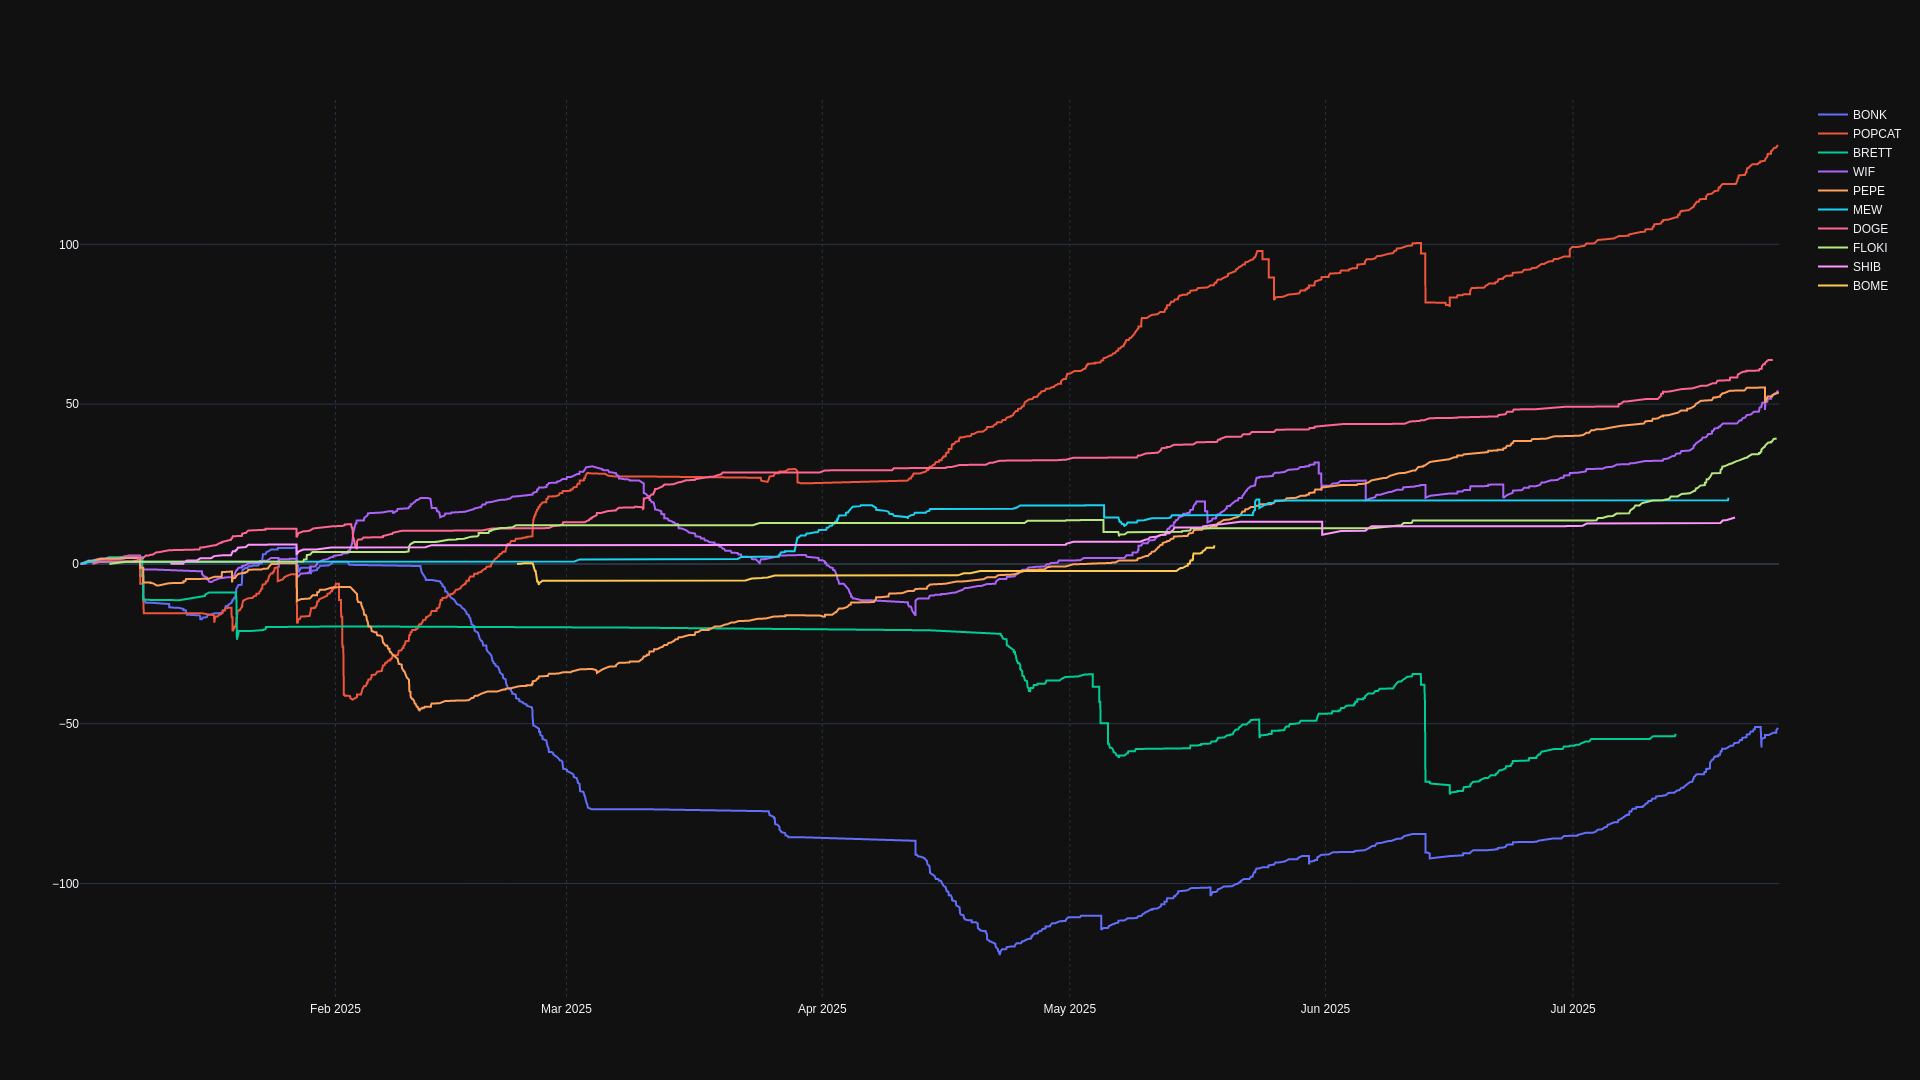 100
50
0
−50
−100
Feb 2025
Mar 2025
Apr 2025
May 2025
Jun 2025
Jul 2025
BONK
POPCAT
BRETT
WIF
PEPE
MEW
DOGE
FLOKI
SHIB
BOME